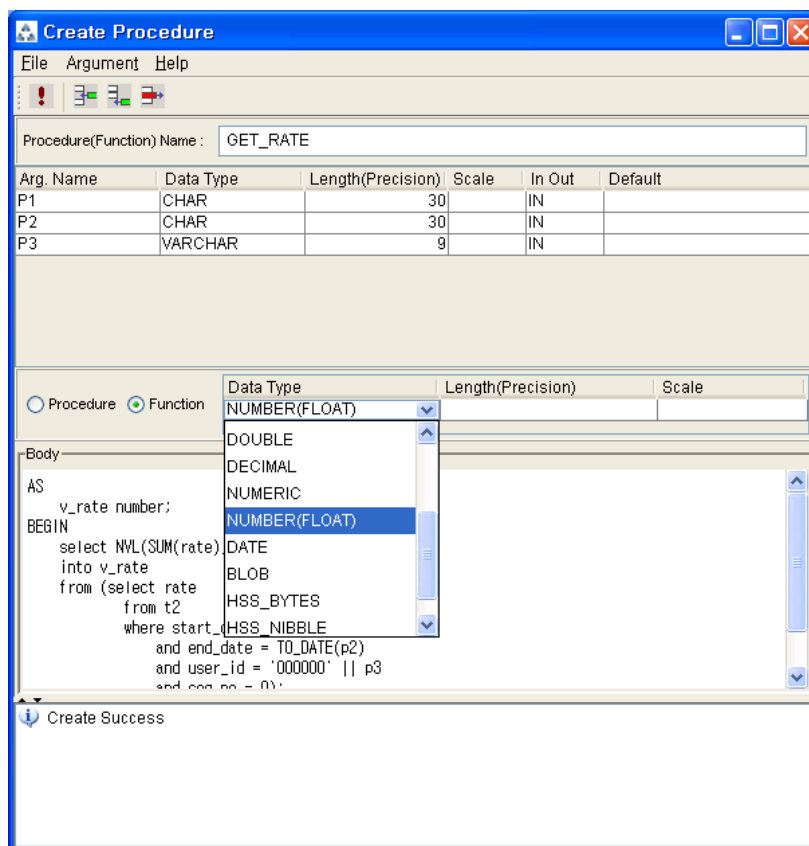 Create Procedure
File Argument Help
Procedure(Function) Name : GET_RATE
Arg. Name Data Type Length(Precision) Scale In Out Default
P1 CHAR 30 IN
P2 CHAR 30 IN
P3 VARCHAR 9 IN
Procedure Function
Data Type Length(Precision) Scale
NUMBER(FLOAT)
DOUBLE
DECIMAL
NUMERIC
NUMBER(FLOAT)
DATE
BLOB
HSS_BYTES
HSS_NIBBLE
Body
AS
v_rate number;
BEGIN
select NVL(SUM(rate)
into v_rate
from (select rate
from t2
where start_
and end_date = TO_DATE(p2)
and user_id = '000000' || p3
and seq_no = 0);
Create Success